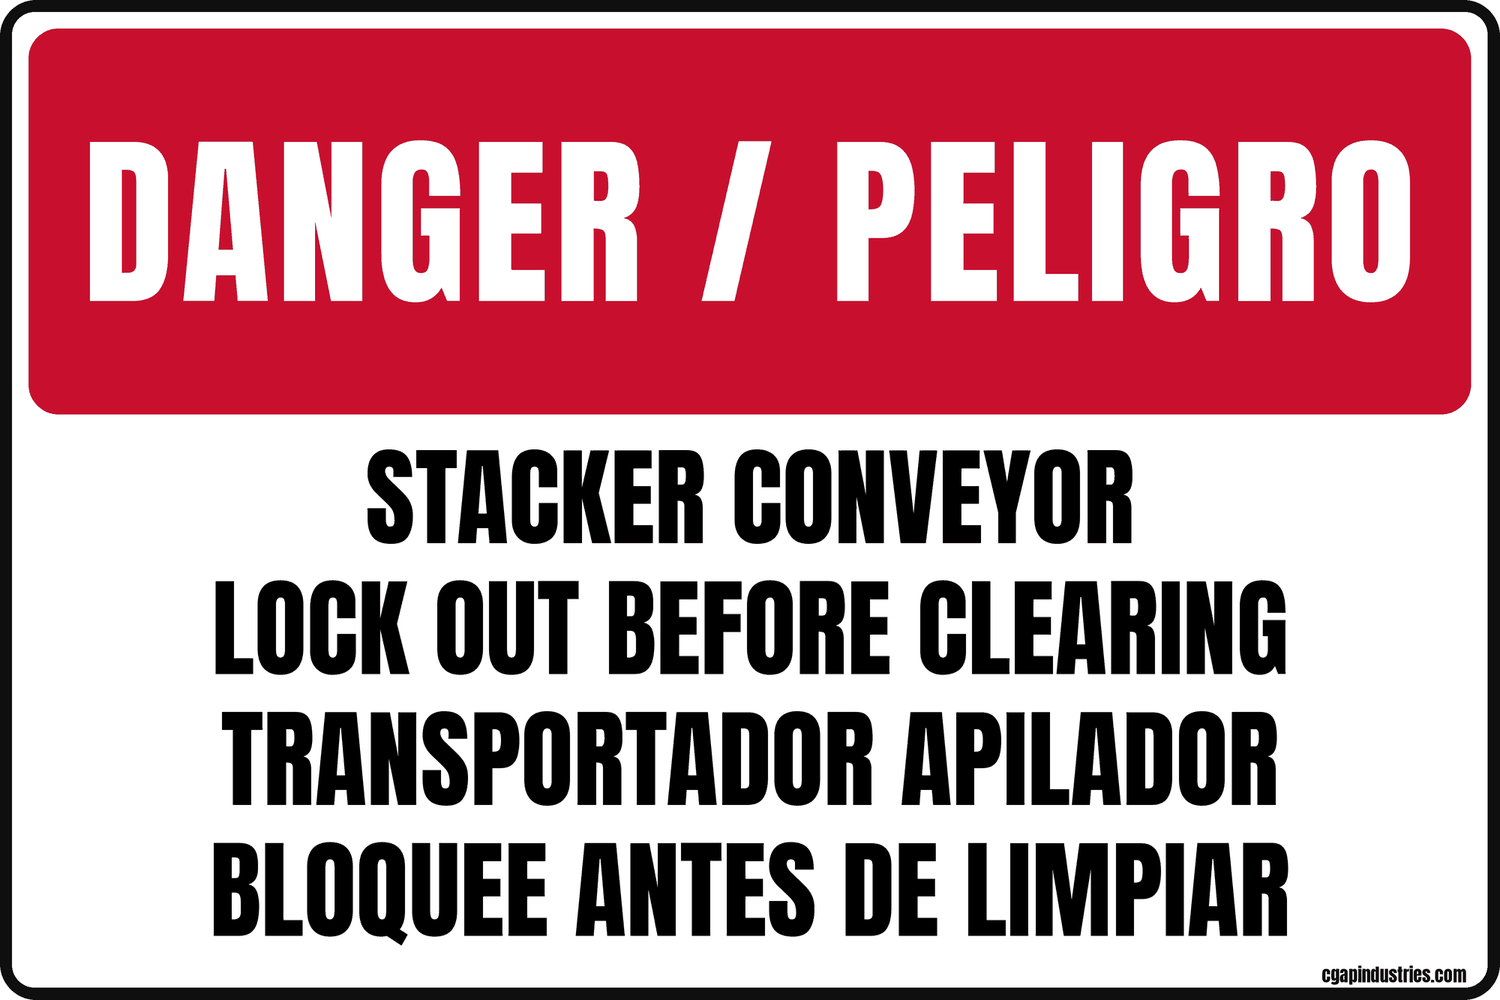 DANGER / PELIGRO
STACKER CONVEYOR
LOCK OUT BEFORE CLEARING
TRANSPORTADOR APILADOR
BLOQUEE ANTES DE LIMPIAR
cgapindustries.com